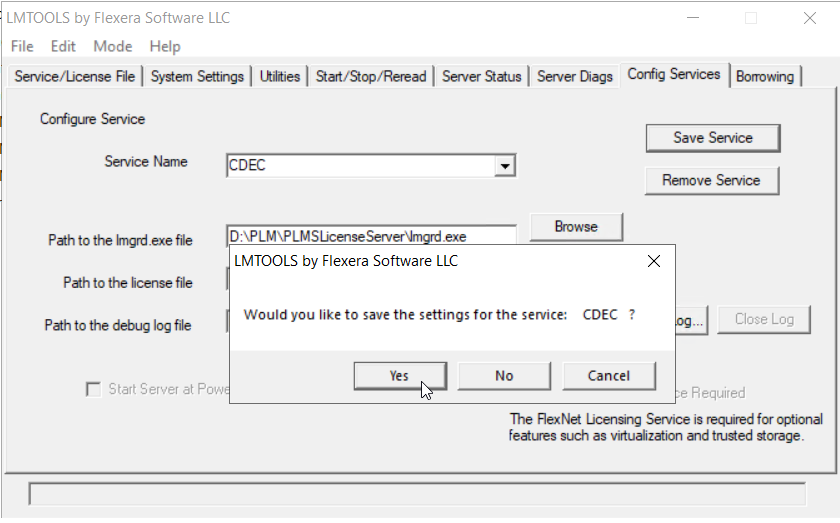 LMTOOLS by Flexera Software LLC
File Edit Mode Help
Service/License File System Settings Utilities Start/Stop/Reread Server Status Server Diags Config Services Borrowing
Configure Service
Save Service
Service Name CDEC
Remove Service
Browse
Path to the lmgrd.exe file D:\PLM\PLMSLicenseServer\lmgrd.exe
LMTOOLS by Flexera Software LLC
Path to the license file
Would you like to save the settings for the service: CDEC ?
Path to the debug log file
Close Log
Yes No Cancel
Start Server at Powe
Required
The FlexNet Licensing Service is required for optional
features such as virtualization and trusted storage.